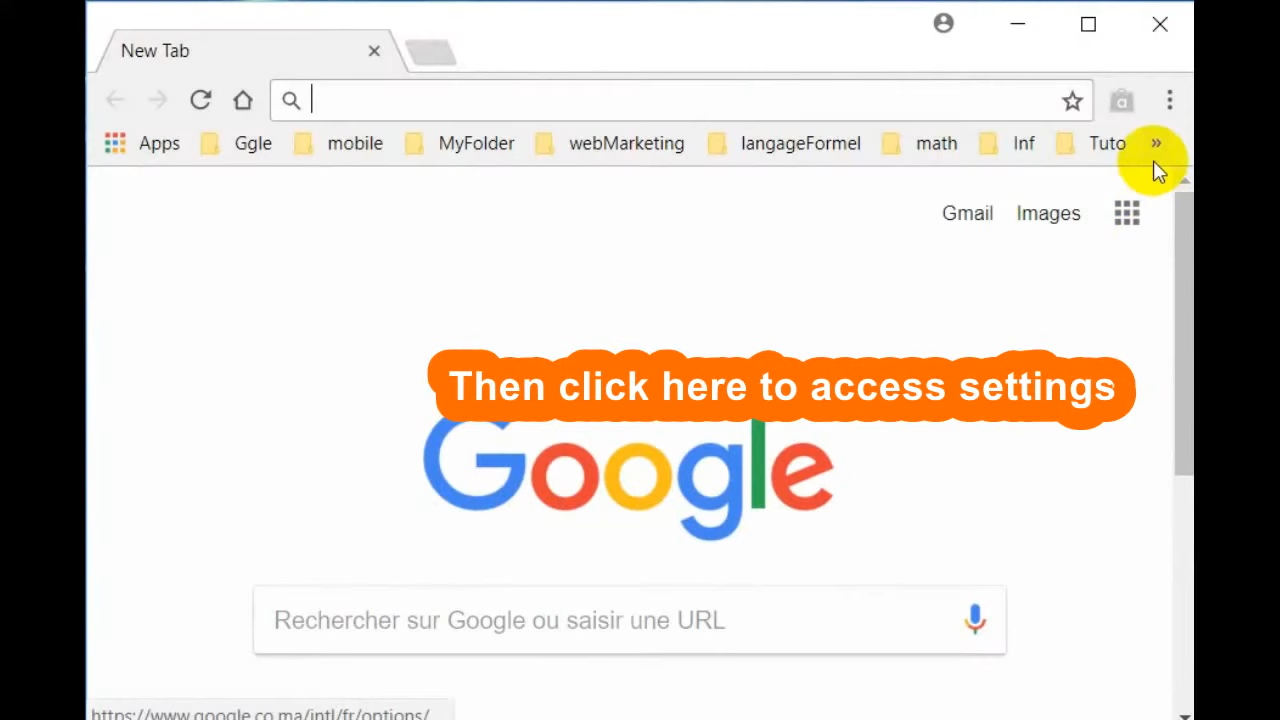 New Tab
Apps Ggle mobile MyFolder webMarketing langageFormel math Inf Tuto »
Gmail Images
Then click here to access settings
Google
Rechercher sur Google ou saisir une URL
https://www.google.co.ma/intl/fr/options/